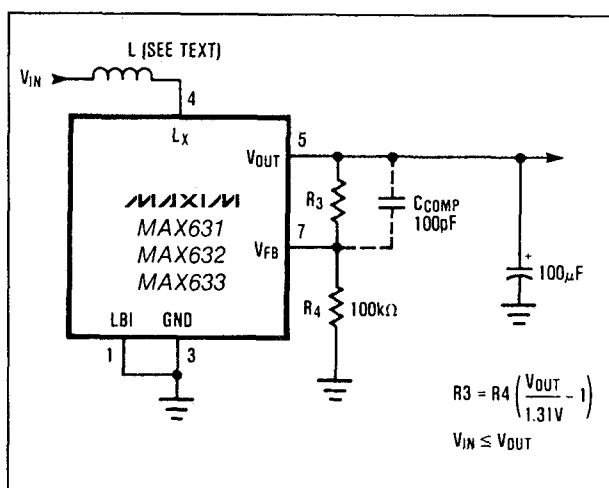 L (SEE TEXT)
VIN
4
LX
5
VOUT
MAXIM
MAX631
MAX632
MAX633
R3
CCOMP
100pF
7
VFB
R4
100kΩ
+
100μF
LBI GND
1
3
R3 = R4 (VOUT/1.31V - 1)
VIN ≤ VOUT